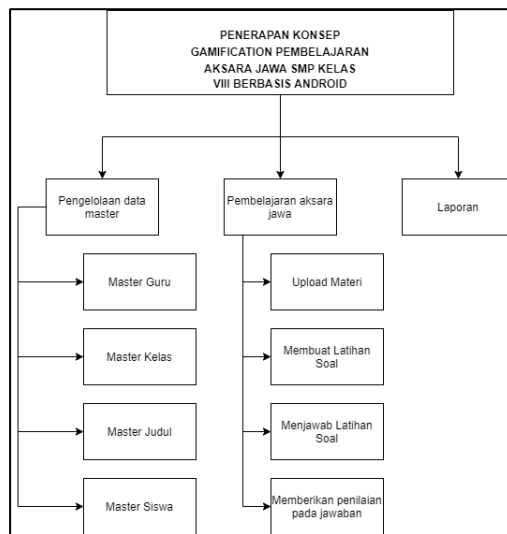 PENERAPAN KONSEP
GAMIFICATION PEMBELAJARAN
AKSARA JAWA SMP KELAS
VIII BERBASIS ANDROID
Pengelolaan data
master
Pembelajaran aksara
jawa
Laporan
Master Guru
Upload Materi
Master Kelas
Membuat Latihan
Soal
Master Judul
Menjawab Latihan
Soal
Master Siswa
Memberikan penilaian
pada jawaban